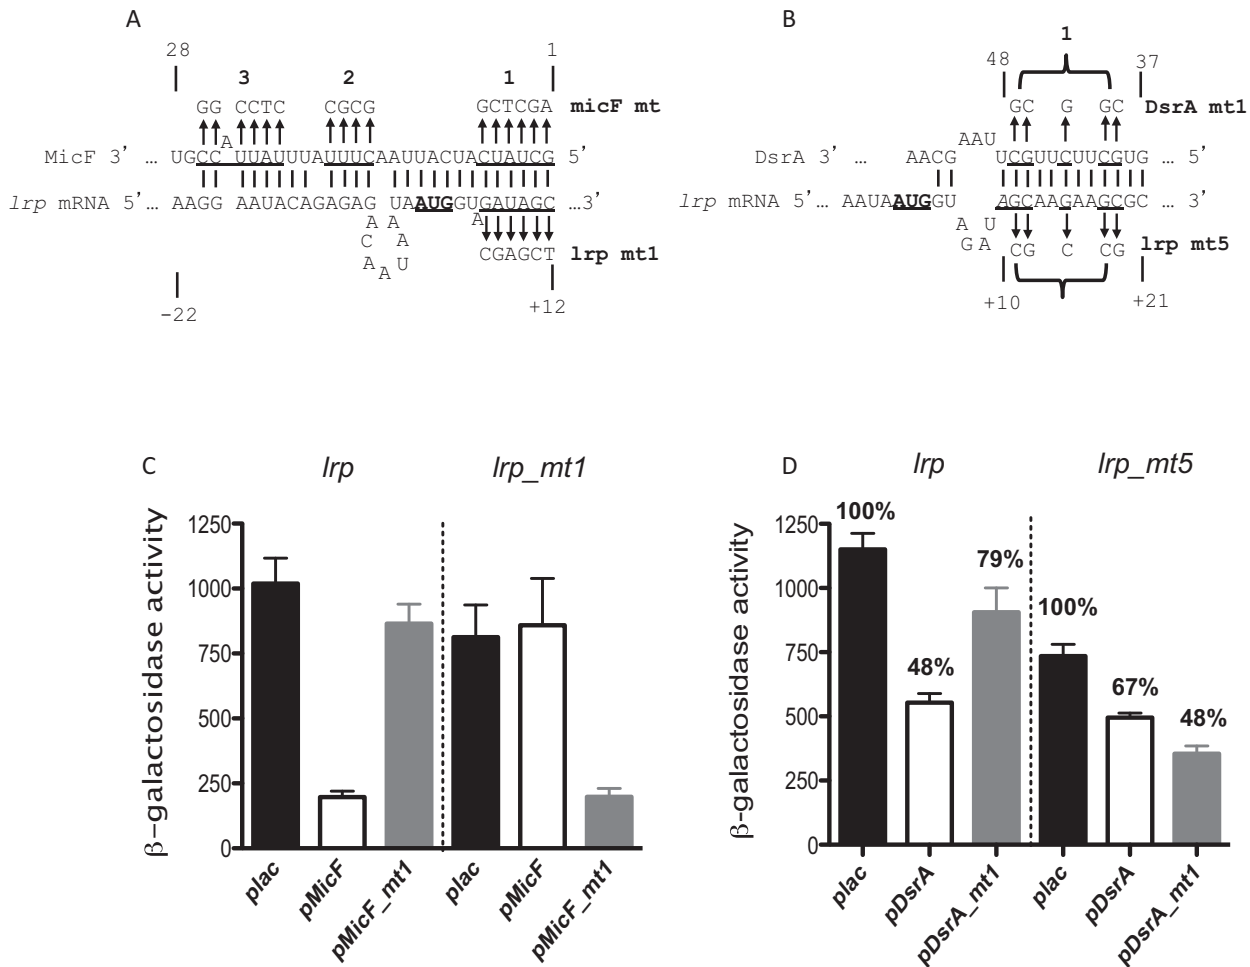 A
28 1
3 2 1
GG CCTC CGCG GCTCGA micF mt
A
MicF 3’ … UGCC UUAUUUAUUUCAAUUACUACUAUCG 5’
lrp mRNA 5’… AAGG AAUACAGAGAG UAAUGGUGAUAGC …3’
A A A
C A
A A U
CGAGCT lrp mt1
-22 +12
B
1
48 37
GC G GC DsrA mt1
AAU
DsrA 3’ … AACG UCGUUCUUCGUG … 5’
lrp mRNA 5’… AAUAAUGGU AGCAAGAAGCGC … 3’
A U
G A
CG C CG lrp mt5
+10 +21
C
lrp lrp_mt1
β-galactosidase activity
1250
1000
750
500
250
0
plac pMicF pMicF_mt1 plac pMicF pMicF_mt1
D
lrp lrp_mt5
β-galactosidase activity
1250
1000
750
500
250
0
100% 48% 79% 100% 67% 48%
plac pDsrA pDsrA_mt1 plac pDsrA pDsrA_mt1